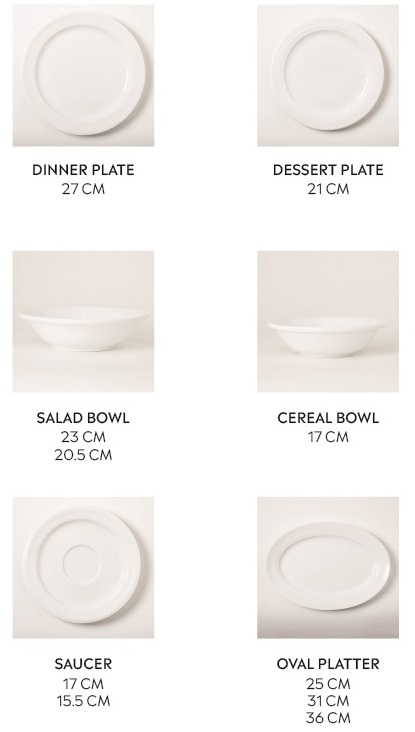 DINNER PLATE
27 CM
DESSERT PLATE
21 CM
SALAD BOWL
23 CM
20.5 CM
CEREAL BOWL
17 CM
SAUCER
17 CM
15.5 CM
OVAL PLATTER
25 CM
31 CM
36 CM